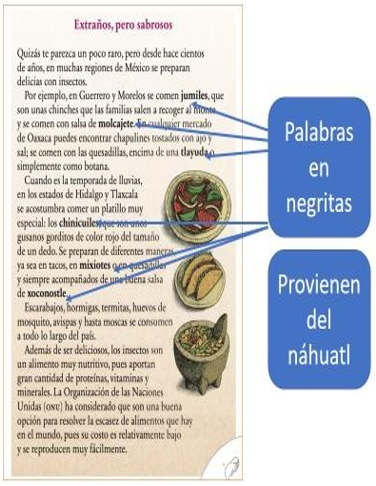 Extraños, pero sabrosos
Quizás te parezca un poco raro, pero desde hace cientos
de años, en muchas regiones de México se preparan
delicias con insectos.
Por ejemplo, en Guerrero y Morelos se comen jumiles, que
son unas chinches que las familias salen a recoger al monte
y se comen con salsa de molcajete. En cualquier mercado
de Oaxaca puedes encontrar chapulines tostados con ajo y
sal; se comen con las quesadillas, encima de una tlayuda o
simplemente como botana.
Cuando es la temporada de lluvias,
en los estados de Hidalgo y Tlaxcala
se acostumbra comer un platillo muy
especial: los chinicuiles, que son unos
gusanos gorditos de color rojo del tamaño
de un dedo. Se preparan de diferentes maneras,
ya sea en tacos, en mixiotes o en quesadillas
y siempre acompañados de una buena salsa
de xoconostle.
Escarabajos, hormigas, termitas, huevos de
mosquito, avispas y hasta moscas se consumen
a todo lo largo del país.
Además de ser deliciosos, los insectos son
un alimento muy nutritivo, pues aportan
gran cantidad de proteínas, vitaminas y
minerales. La Organización de las Naciones
Unidas (ONU) ha considerado que son una buena
opción para resolver la escasez de alimentos que hay
en el mundo, pues su costo es relativamente bajo
y se reproducen muy fácilmente.
Palabras
en
negritas
Provienen
del
náhuatl